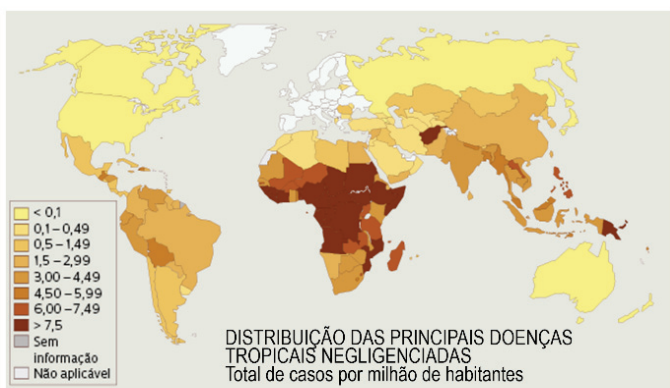 < 0,1
0,1 – 0,49
0,5 – 1,49
1,5 – 2,99
3,00 – 4,49
4,50 – 5,99
6,00 – 7,49
> 7,5
Sem
informação
Não aplicável
DISTRIBUIÇÃO DAS PRINCIPAIS DOENÇAS
TROPICAIS NEGLIGENCIADAS
Total de casos por milhão de habitantes